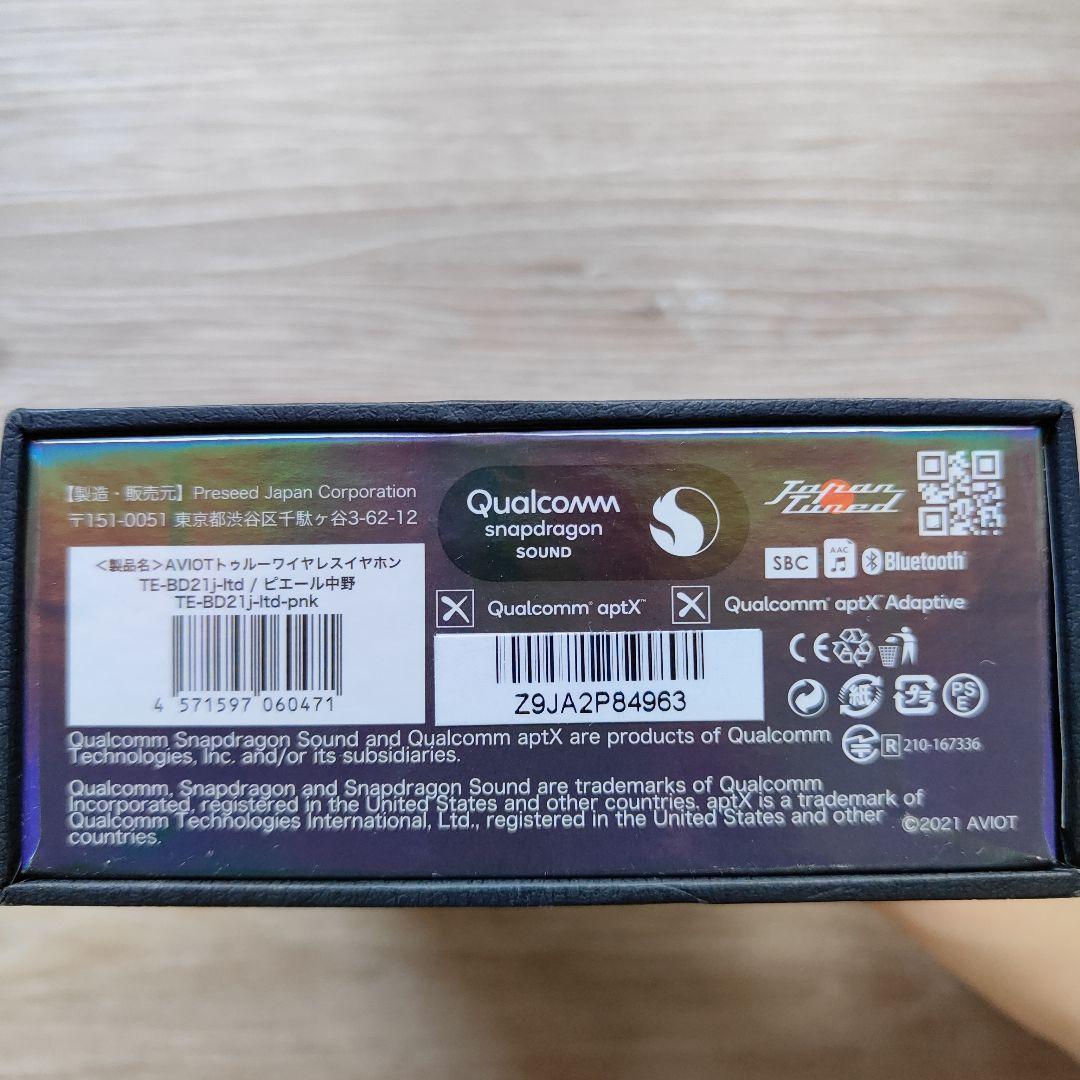 【製造・販売元】 Preseed Japan Corporation
〒151-0051 東京都渋谷区千駄ヶ谷3-62-12
Qualcomm
snapdragon
SOUND
Japan
Tuned
<製品名>AVIOTトゥルーワイヤレスイヤホン
TE-BD21j-ltd / ピエール中野
TE-BD21j-ltd-pnk
4 571597 060471
SBC
AAC
Bluetooth®
Qualcomm® aptX™
Qualcomm® aptX™ Adaptive
Z9JA2P84963
CE
紙
PS
E
R 210-167336
Qualcomm Snapdragon Sound and Qualcomm aptX are products of Qualcomm
Technologies, Inc. and/or its subsidiaries.
Qualcomm, Snapdragon and Snapdragon Sound are trademarks of Qualcomm
Incorporated, registered in the United States and other countries. aptX is a trademark of
Qualcomm Technologies International, Ltd., registered in the United States and other
countries.
©2021 AVIOT